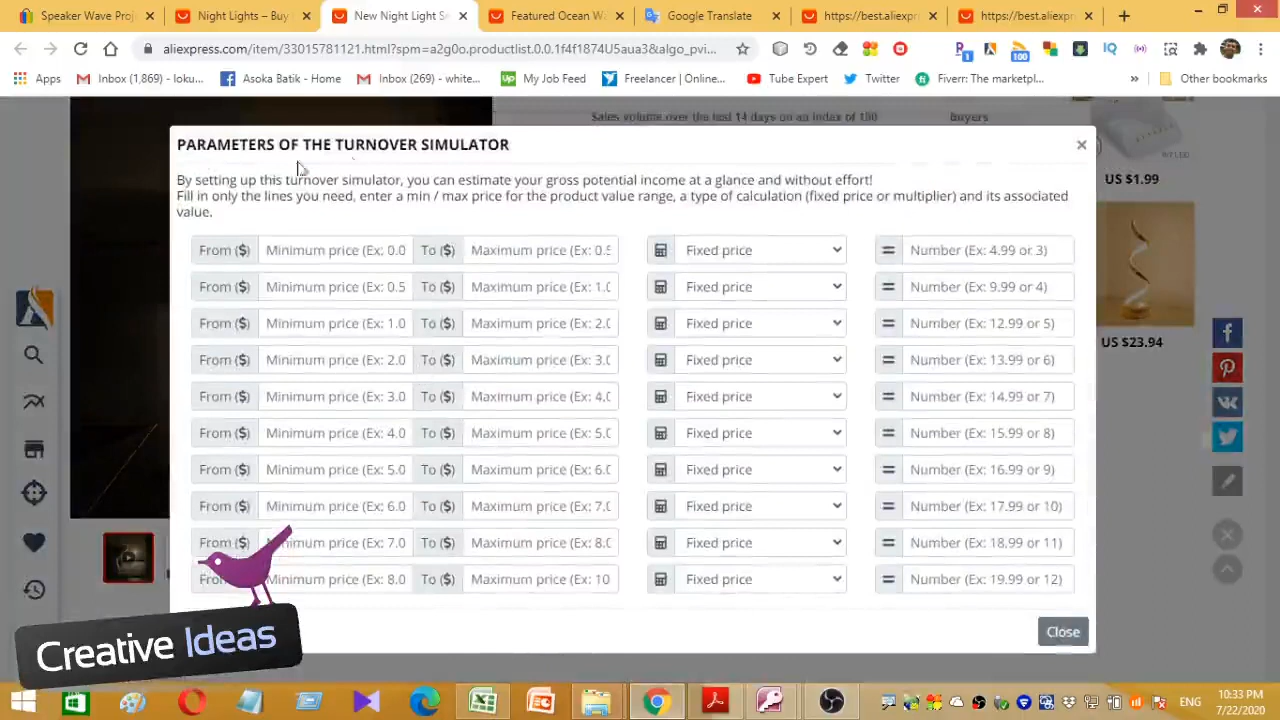 Speaker Wave Proj
Night Lights – Buy
New Night Light S
Featured Ocean W
Google Translate
https://best.aliexpr
https://best.aliexpr
aliexpress.com/item/33015781121.html?spm=a2g0o.productlist.0.0.1f4f1874U5aua3&algo_pvi...
Apps
Inbox (1,869) - loku...
Asoka Batik - Home
Inbox (269) - white...
My Job Feed
Freelancer | Online...
Tube Expert
Twitter
Fiverr: The marketpl...
Other bookmarks
Sales volume over the last 14 days on an index of 100
Buyers
PARAMETERS OF THE TURNOVER SIMULATOR
By setting up this turnover simulator, you can estimate your gross potential income at a glance and without effort!
Fill in only the lines you need, enter a min / max price for the product value range, a type of calculation (fixed price or multiplier) and its associated
value.
From ($) Minimum price (Ex: 0.0 To ($) Maximum price (Ex: 0.5 Fixed price = Number (Ex: 4.99 or 3)
From ($) Minimum price (Ex: 0.5 To ($) Maximum price (Ex: 1.0 Fixed price = Number (Ex: 9.99 or 4)
From ($) Minimum price (Ex: 1.0 To ($) Maximum price (Ex: 2.0 Fixed price = Number (Ex: 12.99 or 5)
From ($) Minimum price (Ex: 2.0 To ($) Maximum price (Ex: 3.0 Fixed price = Number (Ex: 13.99 or 6)
From ($) Minimum price (Ex: 3.0 To ($) Maximum price (Ex: 4.0 Fixed price = Number (Ex: 14.99 or 7)
From ($) Minimum price (Ex: 4.0 To ($) Maximum price (Ex: 5.0 Fixed price = Number (Ex: 15.99 or 8)
From ($) Minimum price (Ex: 5.0 To ($) Maximum price (Ex: 6.0 Fixed price = Number (Ex: 16.99 or 9)
From ($) Minimum price (Ex: 6.0 To ($) Maximum price (Ex: 7.0 Fixed price = Number (Ex: 17.99 or 10)
From ($) Minimum price (Ex: 7.0 To ($) Maximum price (Ex: 8.0 Fixed price = Number (Ex: 18.99 or 11)
Minimum price (Ex: 8.0 To ($) Maximum price (Ex: 10 Fixed price = Number (Ex: 19.99 or 12)
Close
US $1.99
US $23.94
Creative Ideas
ENG
10:33 PM
7/22/2020